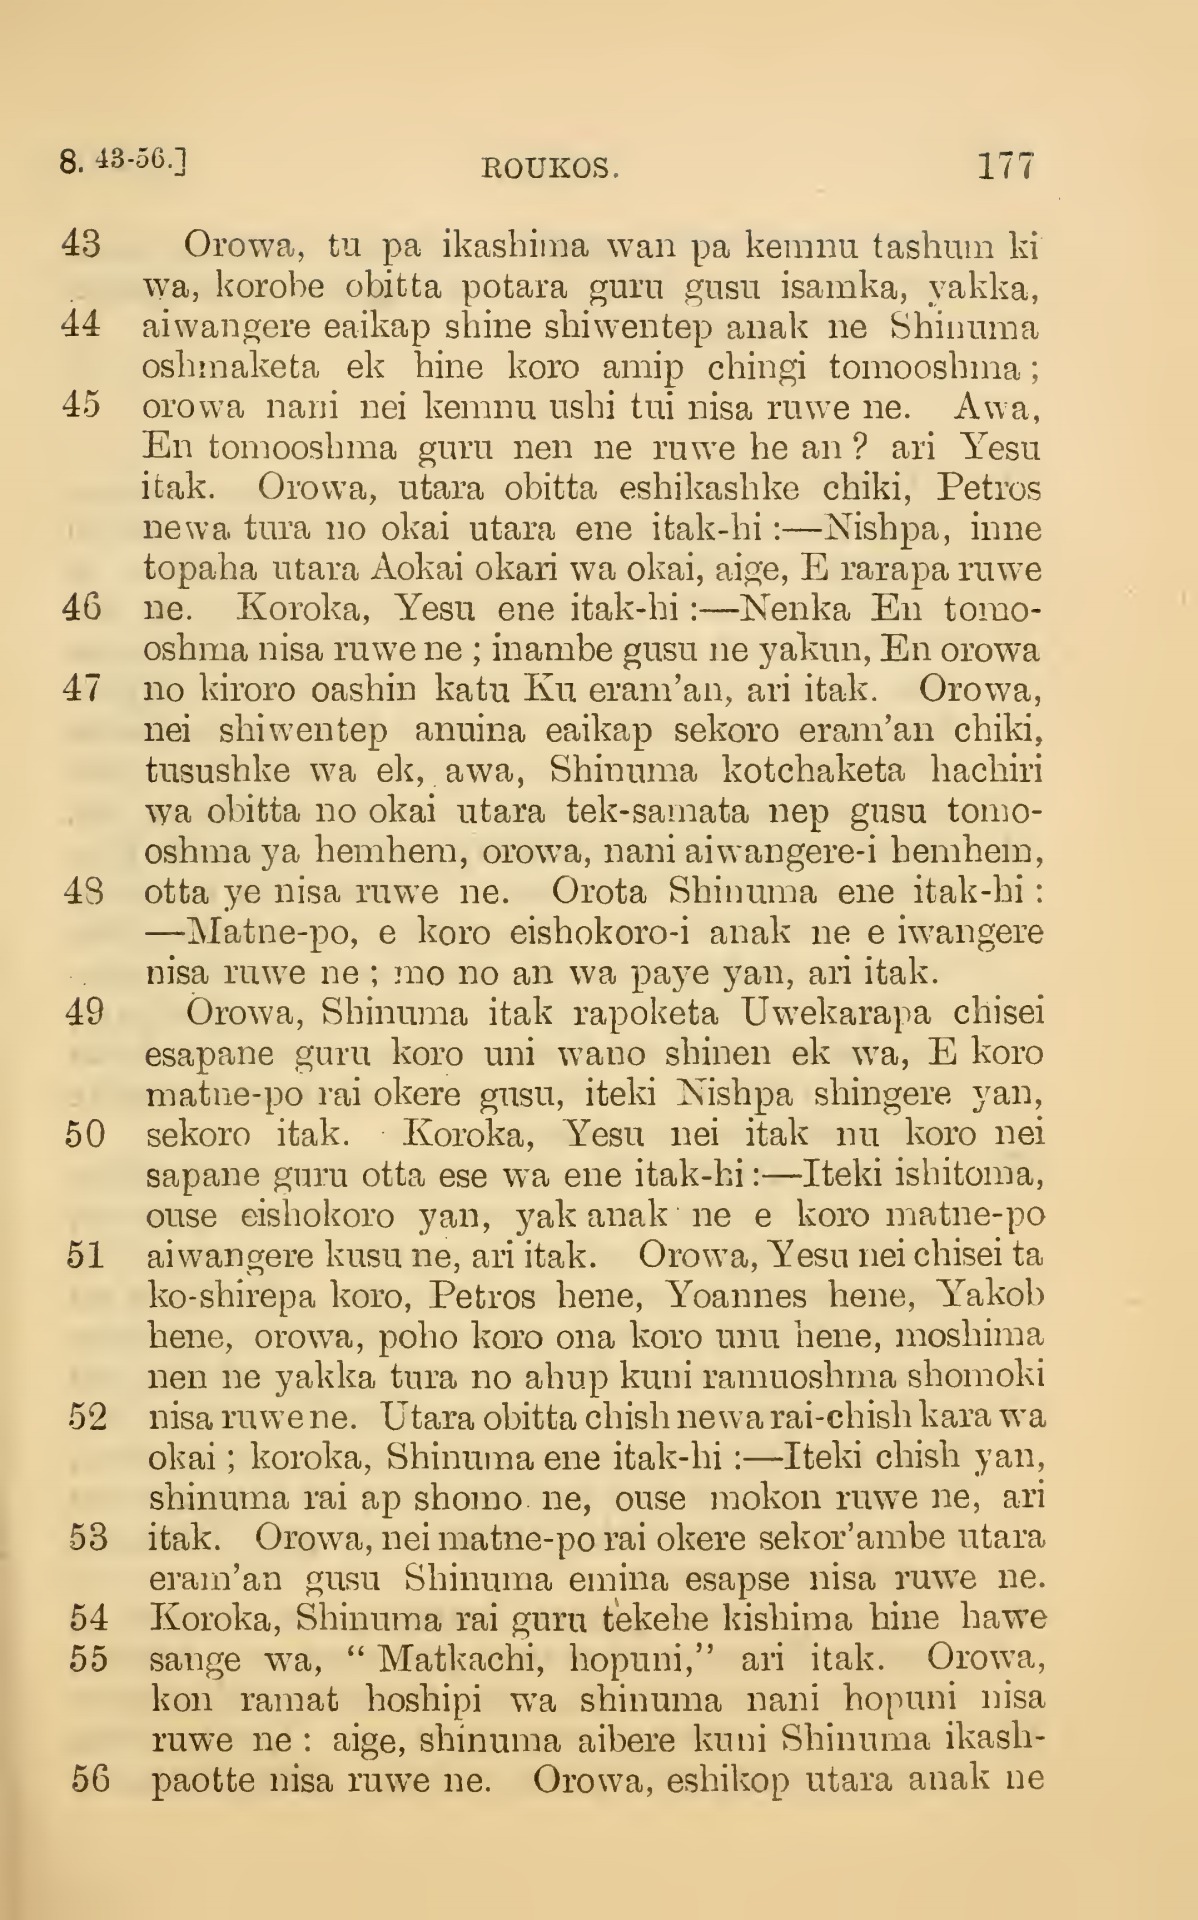 8. 43-56.] ROUKOS. 177
43 Orowa, tu pa ikashima wan pa kemnu tashum ki
wa, korobe obitta potara guru gusu isamka, yakka,
44 aiwangere eaikap shine shiwentep anak ne Shinuma
oshmaketa ek hine koro amip chingi tomooshma ;
45 orowa nani nei kemnu ushi tui nisa ruwe ne. Awa,
En tomooshma guru nen ne ruwe he an ? ari Yesu
itak. Orowa, utara obitta eshikashke chiki, Petros
newa tura no okai utara ene itak-hi :—Nishpa, inne
topaha utara Aokai okari wa okai, aige, E rarapa ruwe
46 ne. Koroka, Yesu ene itak-hi :—Nenka En tomo-
oshma nisa ruwe ne ; inambe gusu ne yakun, En orowa
47 no kiroro oashin katu Ku eram'an, ari itak. Orowa,
nei shiwentep anuina eaikap sekoro eram'an chiki,
tusushke wa ek, awa, Shinuma kotchaketa hachiri
wa obitta no okai utara tek-samata nep gusu tomo-
oshma ya hemhem, orowa, nani aiwangere-i hemhem,
48 otta ye nisa ruwe ne. Orota Shinuma ene itak-hi :
—Matne-po, e koro eishokoro-i anak ne e iwangere
nisa ruwe ne ; mo no an wa paye yan, ari itak.
49 Orowa, Shinuma itak rapoketa Uwekarapa chisei
esapane guru koro uni wano shinen ek wa, E koro
matne-po rai okere gusu, iteki Nishpa shingere yan,
50 sekoro itak. Koroka, Yesu nei itak nu koro nei
sapane guru otta ese wa ene itak-hi :—Iteki ishitoma,
ouse eishokoro yan, yak anak ne e koro matne-po
51 aiwangere kusu ne, ari itak. Orowa, Yesu nei chisei ta
ko-shirepa koro, Petros hene, Yoannes hene, Yakob
hene, orowa, poho koro ona koro unu hene, moshima
nen ne yakka tura no ahup kuni ramuoshma shomoki
52 nisa ruwe ne. Utara obitta chish newa rai-chish kara wa
okai ; koroka, Shinuma ene itak-hi :—Iteki chish yan,
shinuma rai ap shomo ne, ouse mokon ruwe ne, ari
53 itak. Orowa, nei matne-po rai okere sekor'ambe utara
eram'an gusu Shinuma emina esapse nisa ruwe ne.
54 Koroka, Shinuma rai guru tekehe kishima hine hawe
55 sange wa, “ Matkachi, hopuni,” ari itak. Orowa,
kon ramat hoshipi wa shinuma nani hopuni nisa
ruwe ne : aige, shinuma aibere kuni Shinuma ikash-
56 paotte nisa ruwe ne. Orowa, eshikop utara anak ne